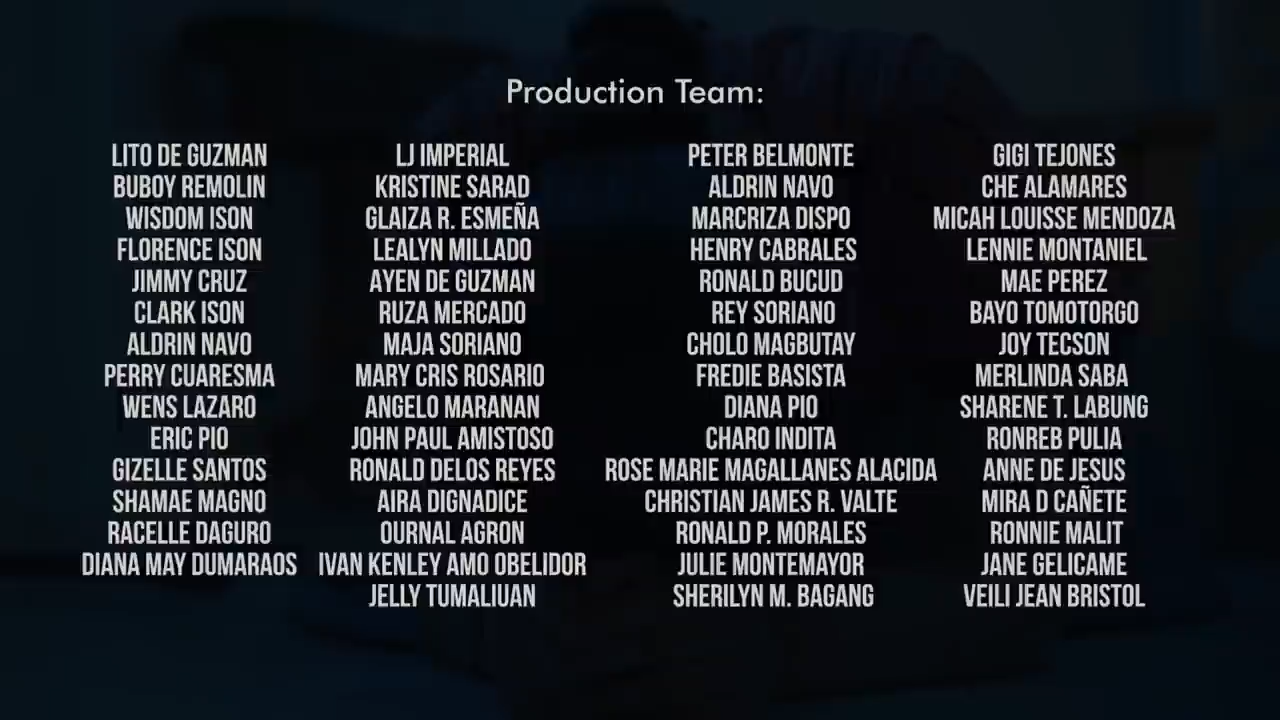 Production Team:
LITO DE GUZMAN
BUBOY REMOLIN
WISDOM ISON
FLORENCE ISON
JIMMY CRUZ
CLARK ISON
ALDRIN NAVO
PERRY CUARESMA
WENS LAZARO
ERIC PIO
GIZELLE SANTOS
SHAMAE MAGNO
RACELLE DAGURO
DIANA MAY DUMARAOS
LJ IMPERIAL
KRISTINE SARAD
GLAIZA R. ESMEÑA
LEALYN MILLADO
AYEN DE GUZMAN
RUZA MERCADO
MAJA SORIANO
MARY CRIS ROSARIO
ANGELO MARANAN
JOHN PAUL AMISTOSO
RONALD DELOS REYES
AIRA DIGNADICE
OURNAL AGRON
IVAN KENLEY AMO OBELIDOR
JELLY TUMALIUAN
PETER BELMONTE
ALDRIN NAVO
MARCRIZA DISPO
HENRY CABRALES
RONALD BUCUD
REY SORIANO
CHOLO MAGBUTAY
FREDIE BASISTA
DIANA PIO
CHARO INDITA
ROSE MARIE MAGALLANES ALACIDA
CHRISTIAN JAMES R. VALTE
RONALD P. MORALES
JULIE MONTEMAYOR
SHERILYN M. BAGANG
GIGI TEJONES
CHE ALAMARES
MICAH LOUISSE MENDOZA
LENNIE MONTANIEL
MAE PEREZ
BAYO TOMOTORGO
JOY TECSON
MERLINDA SABA
SHARENE T. LABUNG
RONREB PULIA
ANNE DE JESUS
MIRA D CAÑETE
RONNIE MALIT
JANE GELICAME
VEILI JEAN BRISTOL